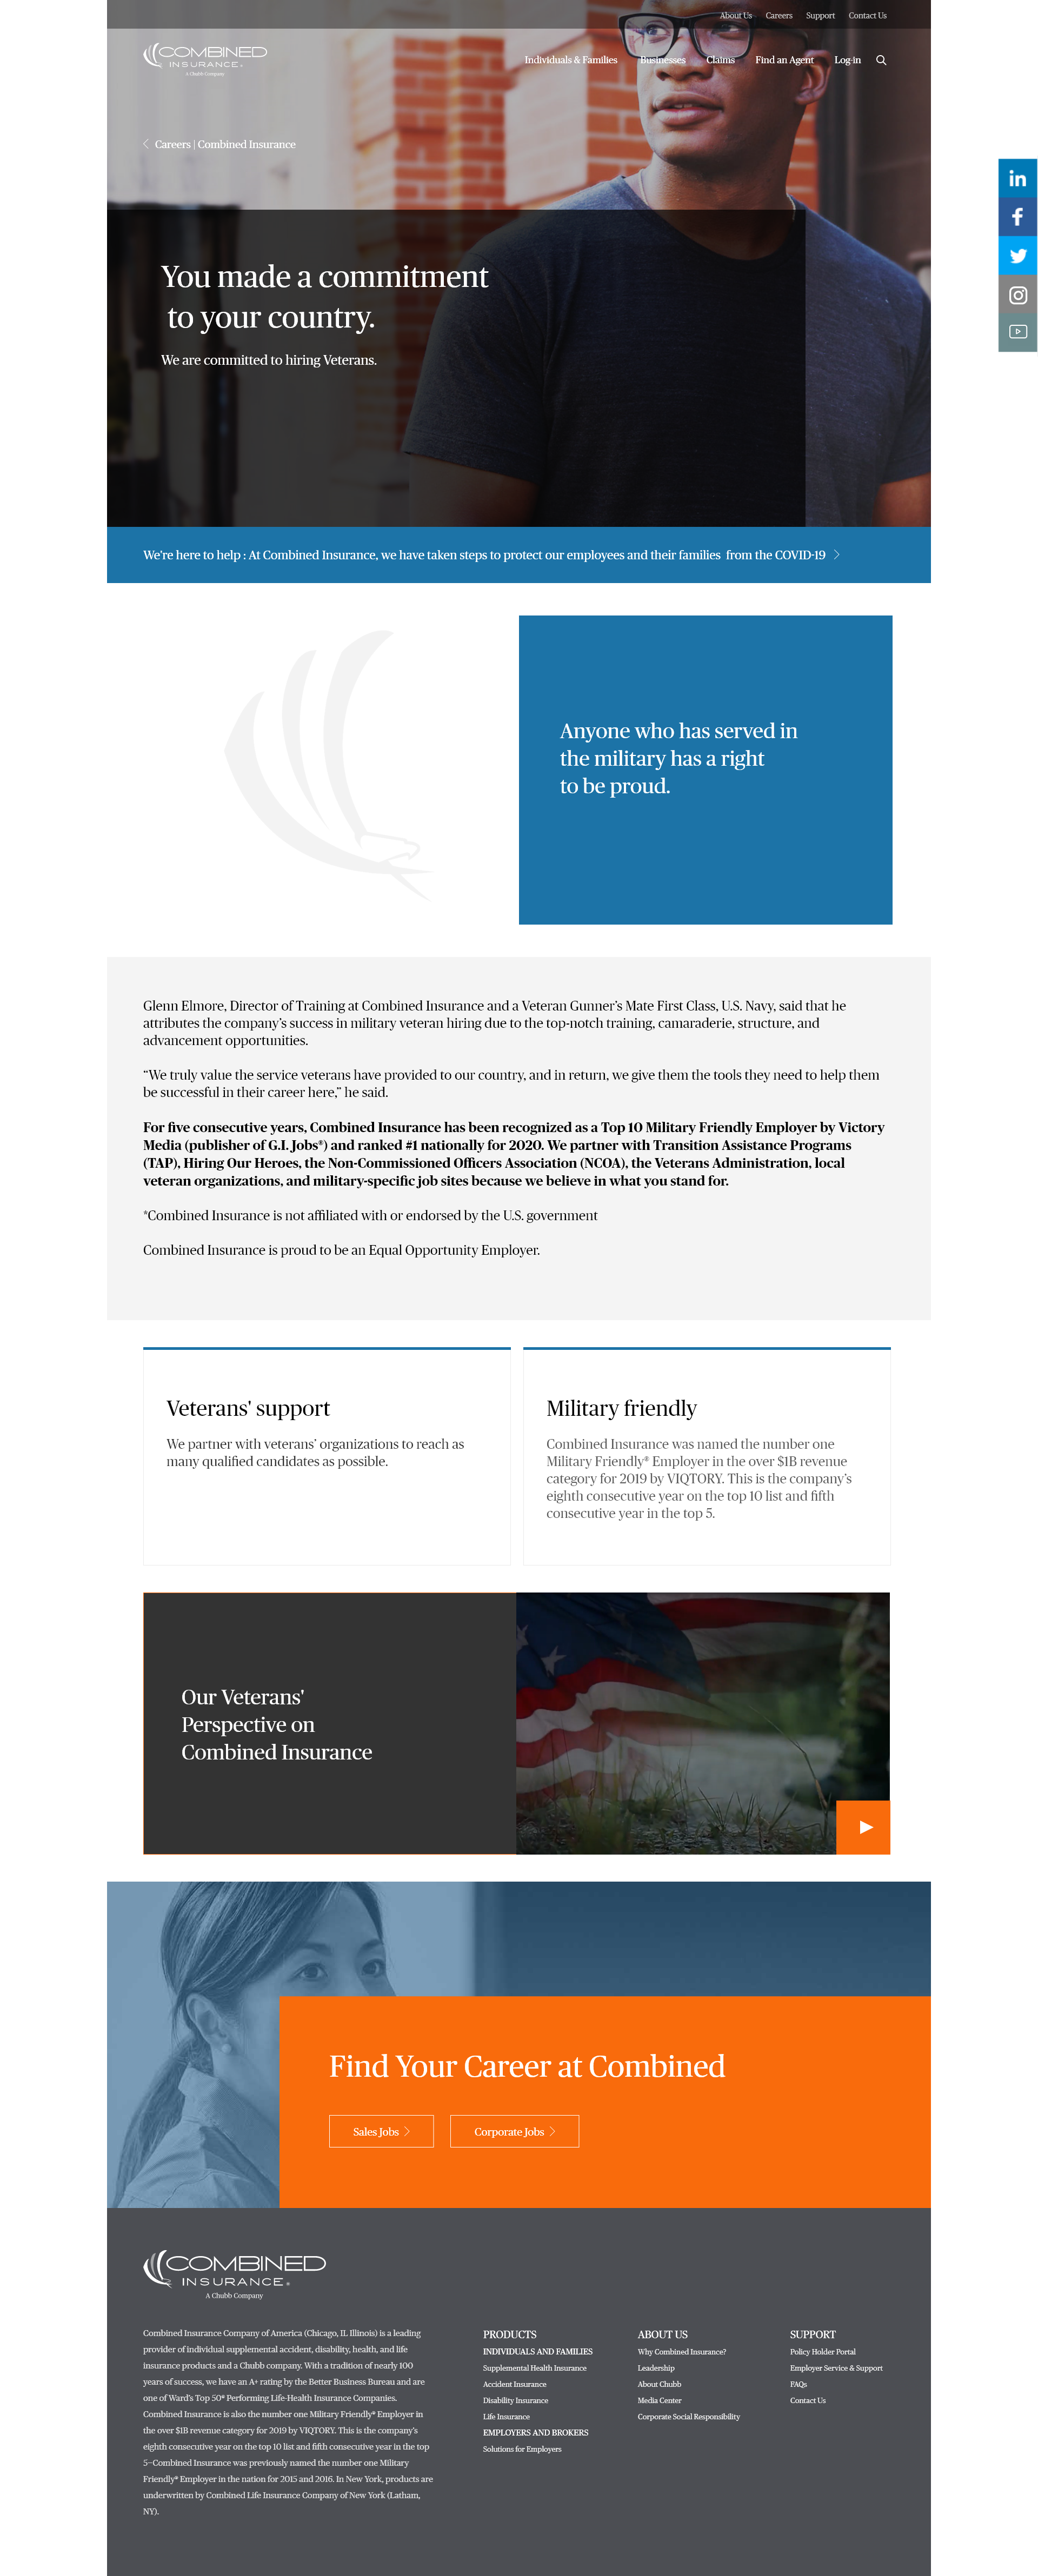 About Us Careers Support Contact Us
COMBINED
INSURANCE®
A Chubb Company
Individuals & Families Businesses Claims Find an Agent Log-in
Careers | Combined Insurance
You made a commitment
to your country.
We are committed to hiring Veterans.
We're here to help : At Combined Insurance, we have taken steps to protect our employees and their families from the COVID-19
Anyone who has served in
the military has a right
to be proud.
Glenn Elmore, Director of Training at Combined Insurance and a Veteran Gunner’s Mate First Class, U.S. Navy, said that he
attributes the company’s success in military veteran hiring due to the top-notch training, camaraderie, structure, and
advancement opportunities.
“We truly value the service veterans have provided to our country, and in return, we give them the tools they need to help them
be successful in their career here,” he said.
For five consecutive years, Combined Insurance has been recognized as a Top 10 Military Friendly Employer by Victory
Media (publisher of G.I. Jobs®) and ranked #1 nationally for 2020. We partner with Transition Assistance Programs
(TAP), Hiring Our Heroes, the Non-Commissioned Officers Association (NCOA), the Veterans Administration, local
veteran organizations, and military-specific job sites because we believe in what you stand for.
*Combined Insurance is not affiliated with or endorsed by the U.S. government
Combined Insurance is proud to be an Equal Opportunity Employer.
Veterans' support
We partner with veterans’ organizations to reach as
many qualified candidates as possible.
Military friendly
Combined Insurance was named the number one
Military Friendly® Employer in the over $1B revenue
category for 2019 by VIQTORY. This is the company’s
eighth consecutive year on the top 10 list and fifth
consecutive year in the top 5.
Our Veterans'
Perspective on
Combined Insurance
Find Your Career at Combined
Sales Jobs Corporate Jobs
COMBINED
INSURANCE®
A Chubb Company
Combined Insurance Company of America (Chicago, IL Illinois) is a leading
provider of individual supplemental accident, disability, health, and life
insurance products and a Chubb company. With a tradition of nearly 100
years of success, we have an A+ rating by the Better Business Bureau and are
one of Ward’s Top 50® Performing Life-Health Insurance Companies.
Combined Insurance is also the number one Military Friendly® Employer in
the over $1B revenue category for 2019 by VIQTORY. This is the company’s
eighth consecutive year on the top 10 list and fifth consecutive year in the top
5—Combined Insurance was previously named the number one Military
Friendly® Employer in the nation for 2015 and 2016. In New York, products are
underwritten by Combined Life Insurance Company of New York (Latham,
NY).
PRODUCTS
INDIVIDUALS AND FAMILIES
Supplemental Health Insurance
Accident Insurance
Disability Insurance
Life Insurance
EMPLOYERS AND BROKERS
Solutions for Employers
ABOUT US
Why Combined Insurance?
Leadership
About Chubb
Media Center
Corporate Social Responsibility
SUPPORT
Policy Holder Portal
Employer Service & Support
FAQs
Contact Us